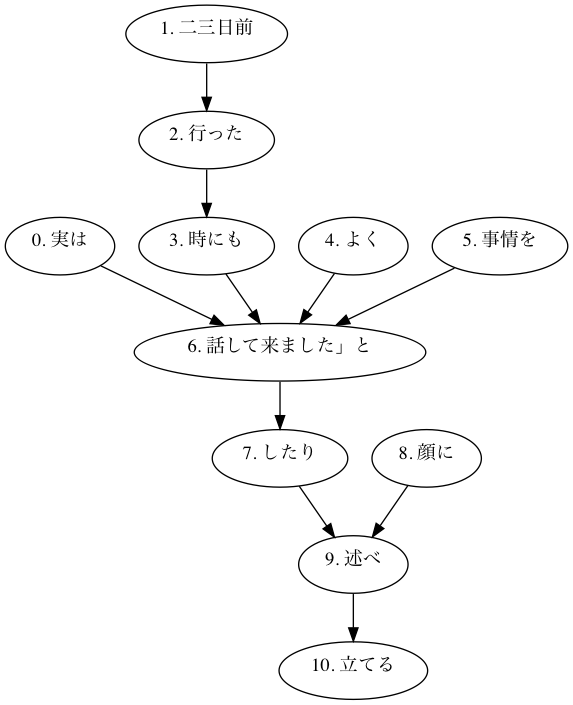 1. 二三日前
2. 行った
0. 実は
3. 時にも
4. よく
5. 事情を
6. 話して来ました」と
7. したり
8. 顔に
9. 述べ
10. 立てる